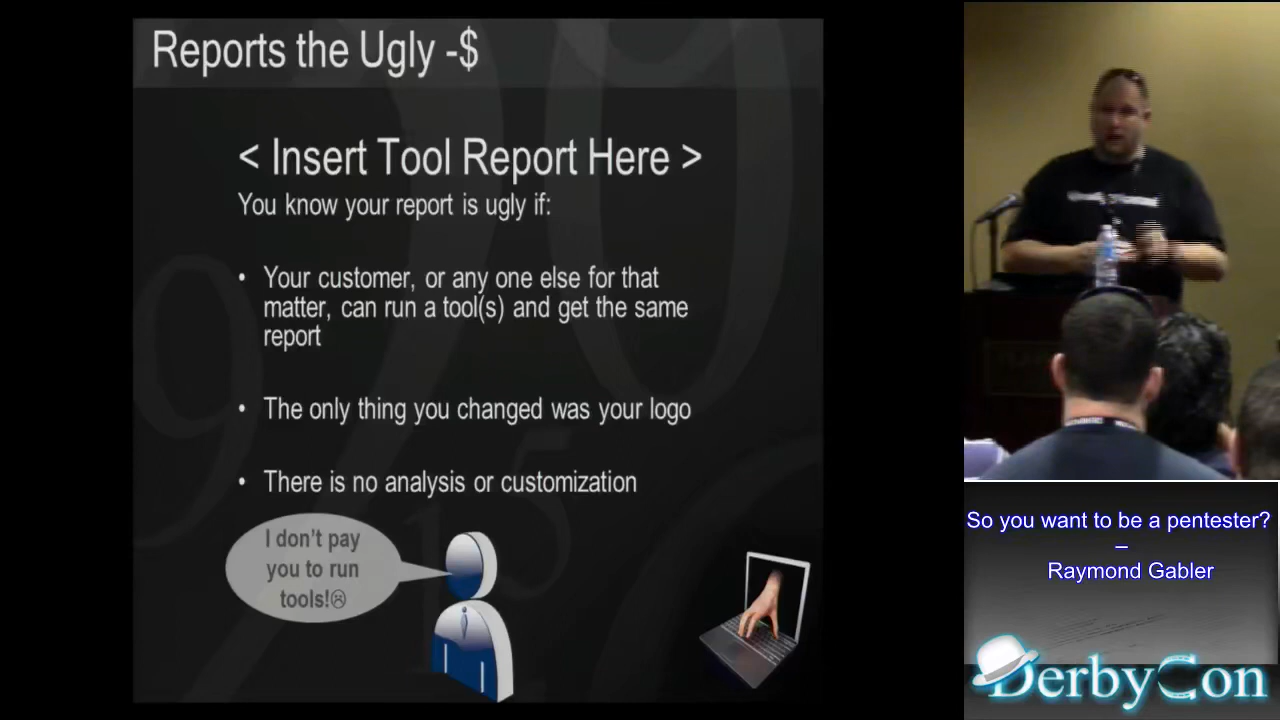 Reports the Ugly -$
< Insert Tool Report Here >
You know your report is ugly if:
• Your customer, or any one else for that
matter, can run a tool(s) and get the same
report
• The only thing you changed was your logo
• There is no analysis or customization
I don't pay
you to run
tools!☹
So you want to be a pentester?
–
Raymond Gabler
DerbyCon